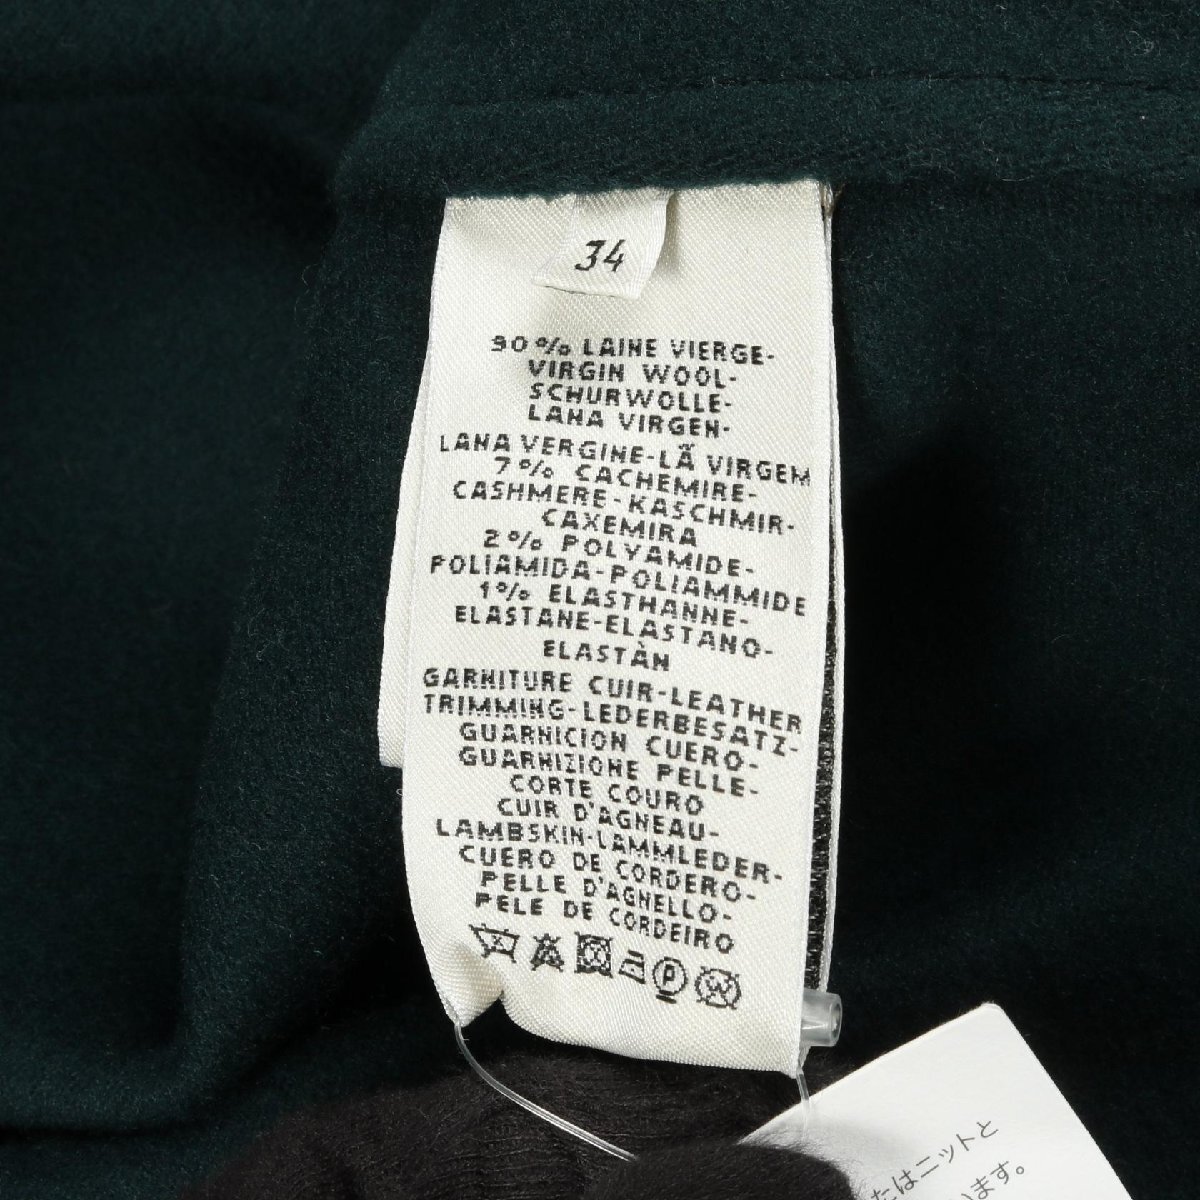 34
90% LAINE VIERGE-
VIRGIN WOOL-
SCHURWOLLE-
LANA VIRGEN-
LANA VERGINE-LÃ VIRGEM
7% CACHEMIRE-
CASHMERE-KASCHMIR-
CAXEMIRA
2% POLYAMIDE-
POLIAMIDA-POLIAMMIDE
1% ELASTHANNE-
ELASTANE-ELASTANO-
ELASTÀN
GARNITURE CUIR-LEATHER
TRIMMING-LEDERBESATZ-
GUARNICION CUERO-
GUARNIZIONE PELLE-
CORTE COURO
CUIR D'AGNEAU-
LAMBSKIN-LAMMLEDER-
CUERO DE CORDERO-
PELLE D'AGNELLO-
PELE DE CORDEIRO
P W
たはニットと
います。